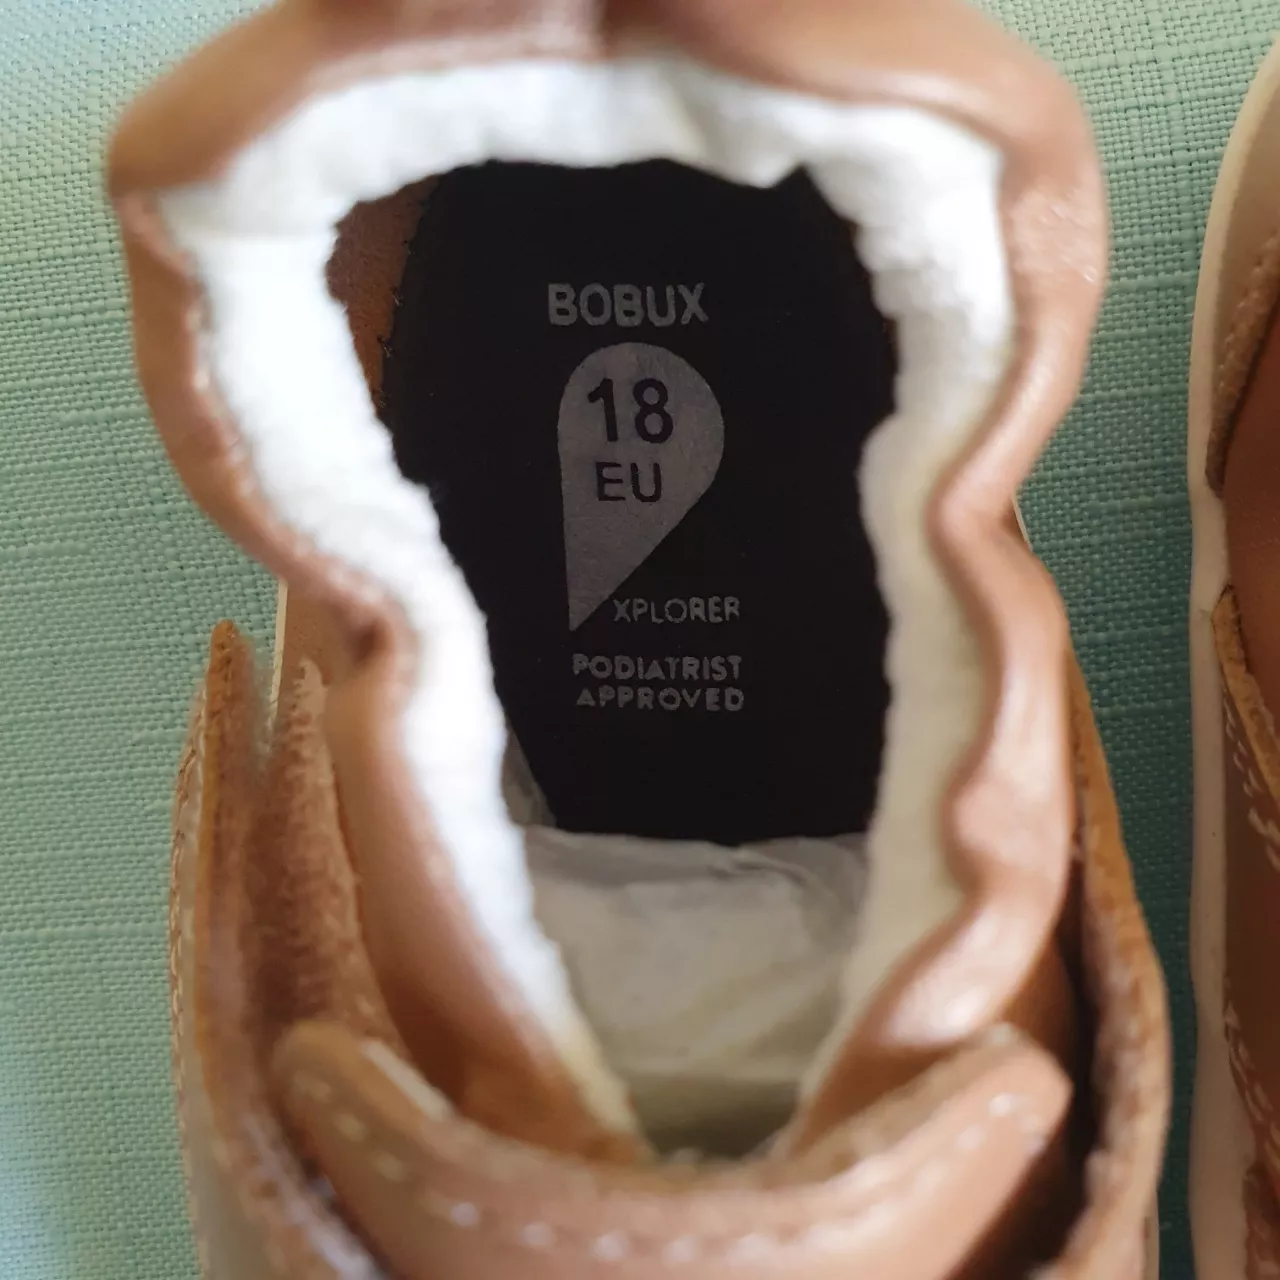 BOBUX
18
EU
XPLORER
PODIATRIST
APPROVED